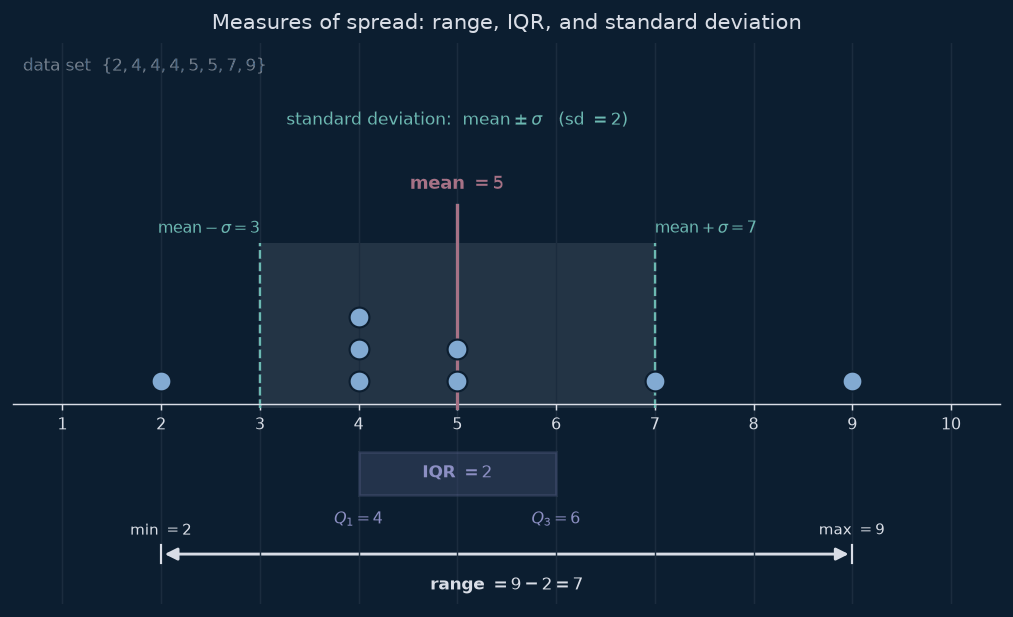 Measures of spread: range, IQR, and standard deviation
data set {2, 4, 4, 4, 5, 5, 7, 9}
standard deviation: mean ± σ (sd = 2)
mean = 5
mean − σ = 3
mean + σ = 7
1 2 3 4 5 6 7 8 9 10
IQR = 2
Q₁ = 4
Q₃ = 6
min = 2
max = 9
range = 9 − 2 = 7